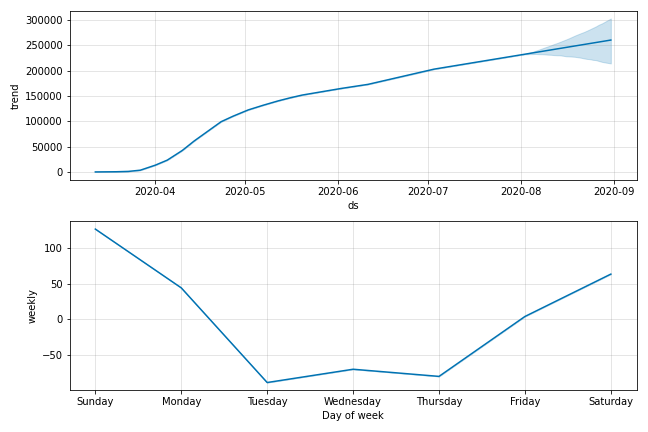 300000
250000
200000
150000
100000
50000
0
trend
2020-04 2020-05 2020-06 2020-07 2020-08 2020-09
ds
100
50
0
−50
weekly
Sunday Monday Tuesday Wednesday Thursday Friday Saturday
Day of week